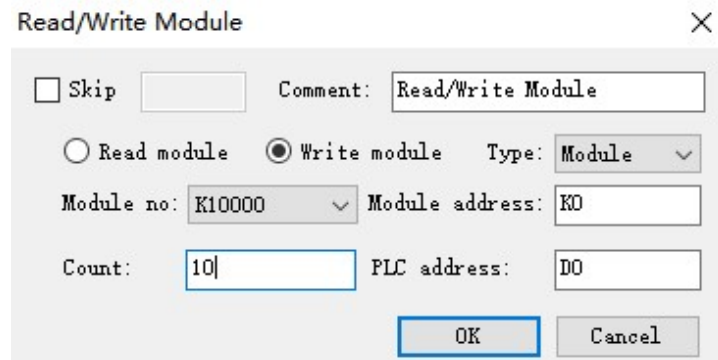 Read/Write Module
Skip Comment: Read/Write Module
Read module Write module Type: Module
Module no: K10000 Module address: K0
Count: 10 PLC address: D0
OK Cancel